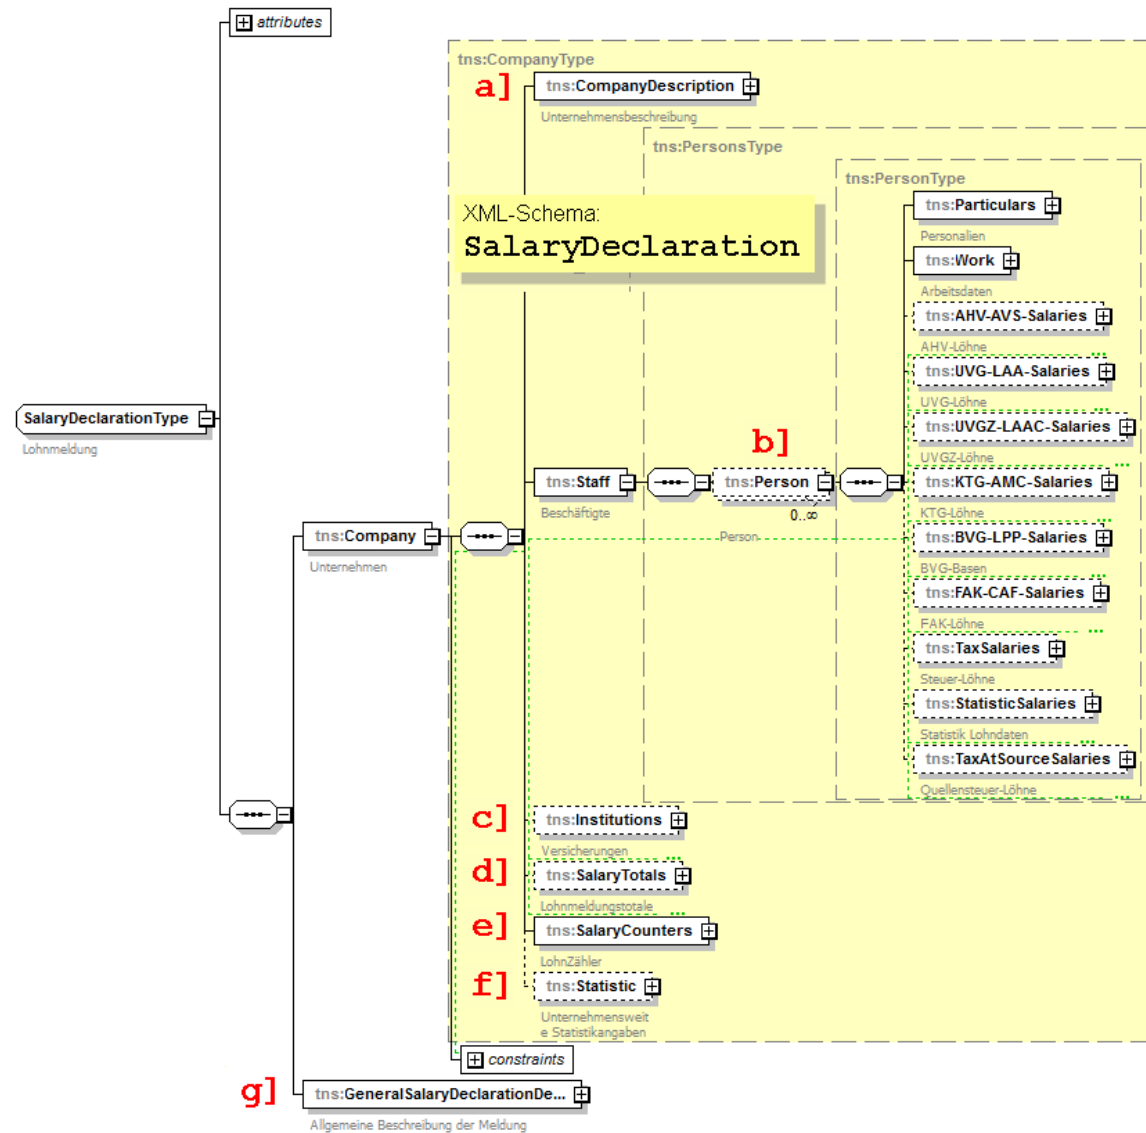 attributes
tns:CompanyType
a]
tns:CompanyDescription
Unternehmensbeschreibung
tns:PersonsType
tns:PersonType
XML-Schema:
SalaryDeclaration
tns:Particulars
Personalien
tns:Work
Arbeitsdaten
tns:AHV-AVS-Salaries
AHV-Löhne
tns:UVG-LAA-Salaries
UVG-Löhne
SalaryDeclarationType
Lohnmeldung
tns:UVGZ-LAAC-Salaries
UVGZ-Löhne
b]
tns:Staff
Beschäftigte
tns:Person
0..∞
Person
tns:KTG-AMC-Salaries
KTG-Löhne
tns:Company
Unternehmen
tns:BVG-LPP-Salaries
BVG-Basen
tns:FAK-CAF-Salaries
FAK-Löhne
tns:TaxSalaries
Steuer-Löhne
tns:StatisticSalaries
Statistik Lohndaten
tns:TaxAtSourceSalaries
Quellensteuer-Löhne
c]
tns:Institutions
Versicherungen
d]
tns:SalaryTotals
Lohnmeldungstotale
e]
tns:SalaryCounters
LohnZähler
f]
tns:Statistic
Unternehmensweit
e Statistikangaben
constraints
g]
tns:GeneralSalaryDeclarationDe...
Allgemeine Beschreibung der Meldung